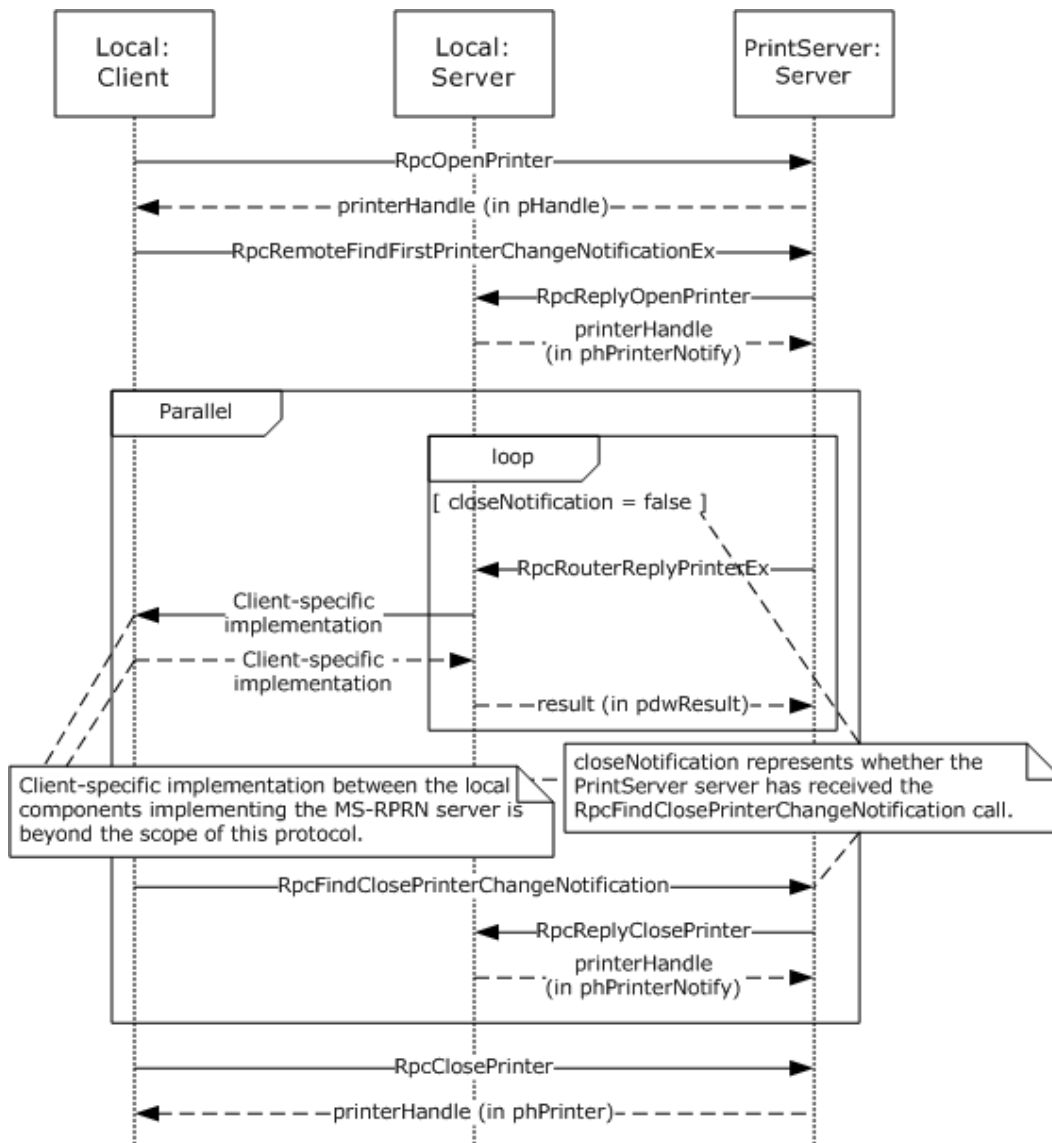 Local:
Client
Local:
Server
PrintServer:
Server
RpcOpenPrinter
printerHandle (in pHandle)
RpcRemoteFindFirstPrinterChangeNotificationEx
RpcReplyOpenPrinter
printerHandle
(in phPrinterNotify)
Parallel
loop
[ closeNotification = false ]
RpcRouterReplyPrinterEx
Client-specific
implementation
Client-specific
implementation
result (in pdwResult)
closeNotification represents whether the
PrintServer server has received the
RpcFindClosePrinterChangeNotification call.
Client-specific implementation between the local
components implementing the MS-RPRN server is
beyond the scope of this protocol.
RpcFindClosePrinterChangeNotification
RpcReplyClosePrinter
printerHandle
(in phPrinterNotify)
RpcClosePrinter
printerHandle (in phPrinter)